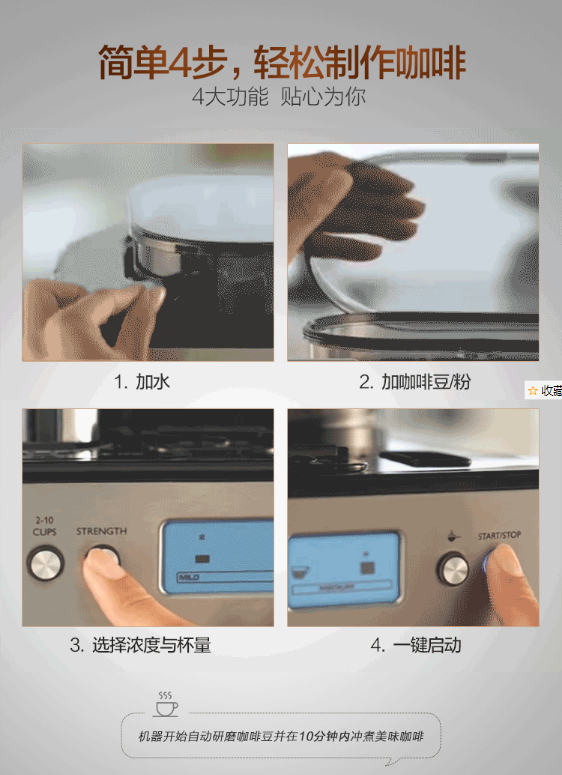 简单4步，轻松制作咖啡
4大功能 贴心为你
1. 加水
2. 加咖啡豆/粉
☆ 收藏
2-10
CUPS
STRENGTH
MILD
START/STOP
3. 选择浓度与杯量
4. 一键启动
机器开始自动研磨咖啡豆并在10分钟内冲煮美味咖啡